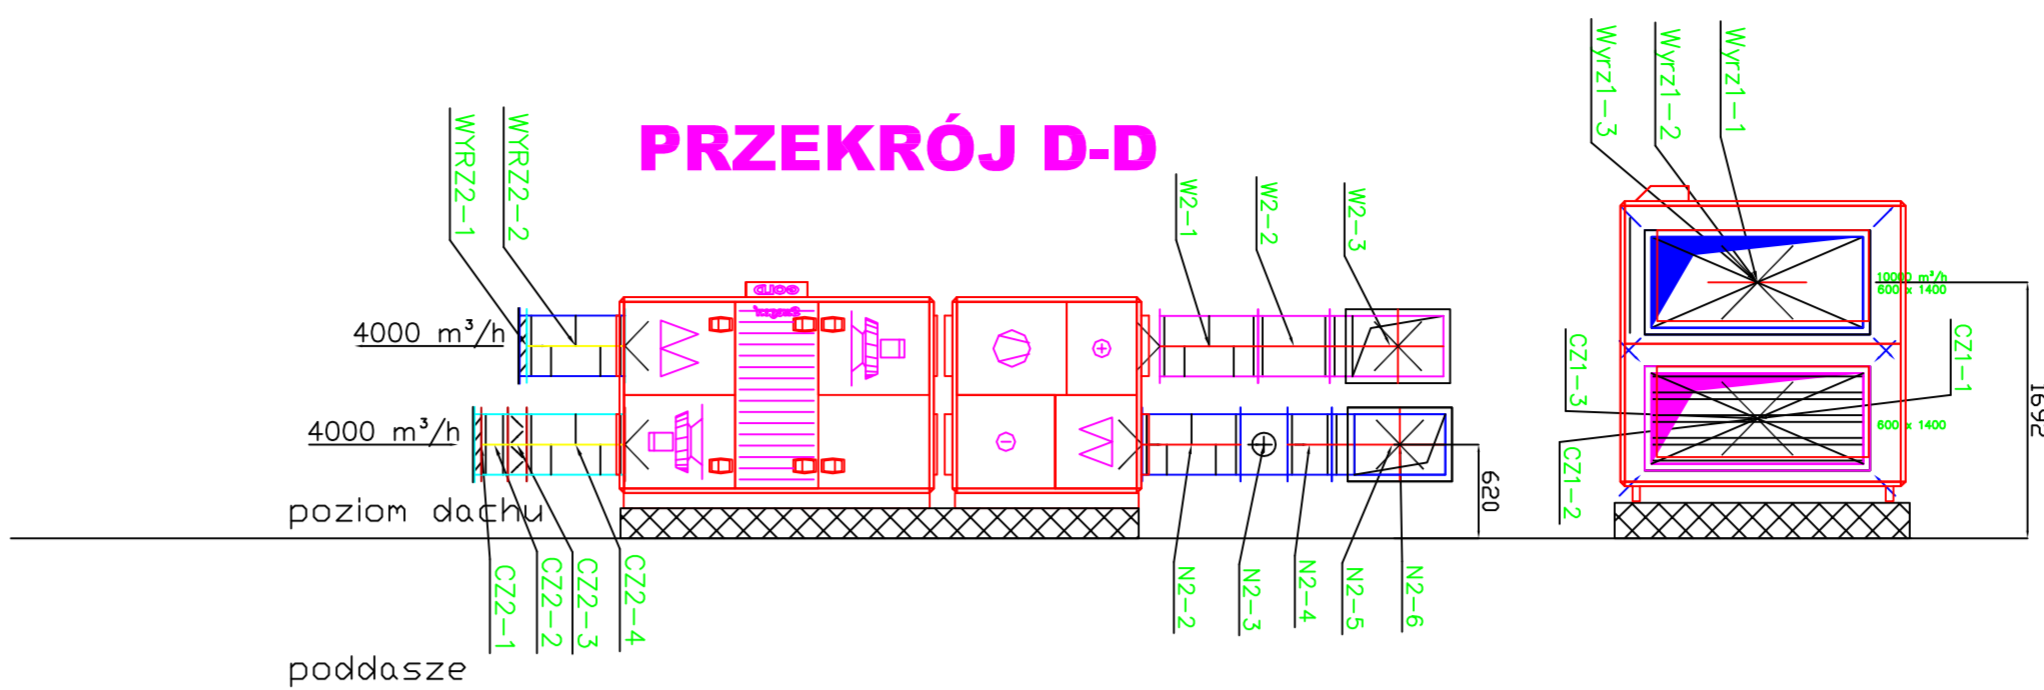 PRZEKRÓJ D-D
WYRZ2-1
WYRZ2-2
W2-1
W2-2
W2-3
Wyrz1-3
Wyrz1-2
Wyrz1-1
GOLD
4000 m³/h
4000 m³/h
10000 m³/h
600 x 1400
600 x 1400
CZ1-3
CZ1-1
CZ1-2
1692
620
poziom dachu
CZ2-1
CZ2-2
CZ2-3
CZ2-4
N2-2
N2-3
N2-4
N2-5
N2-6
poddasze